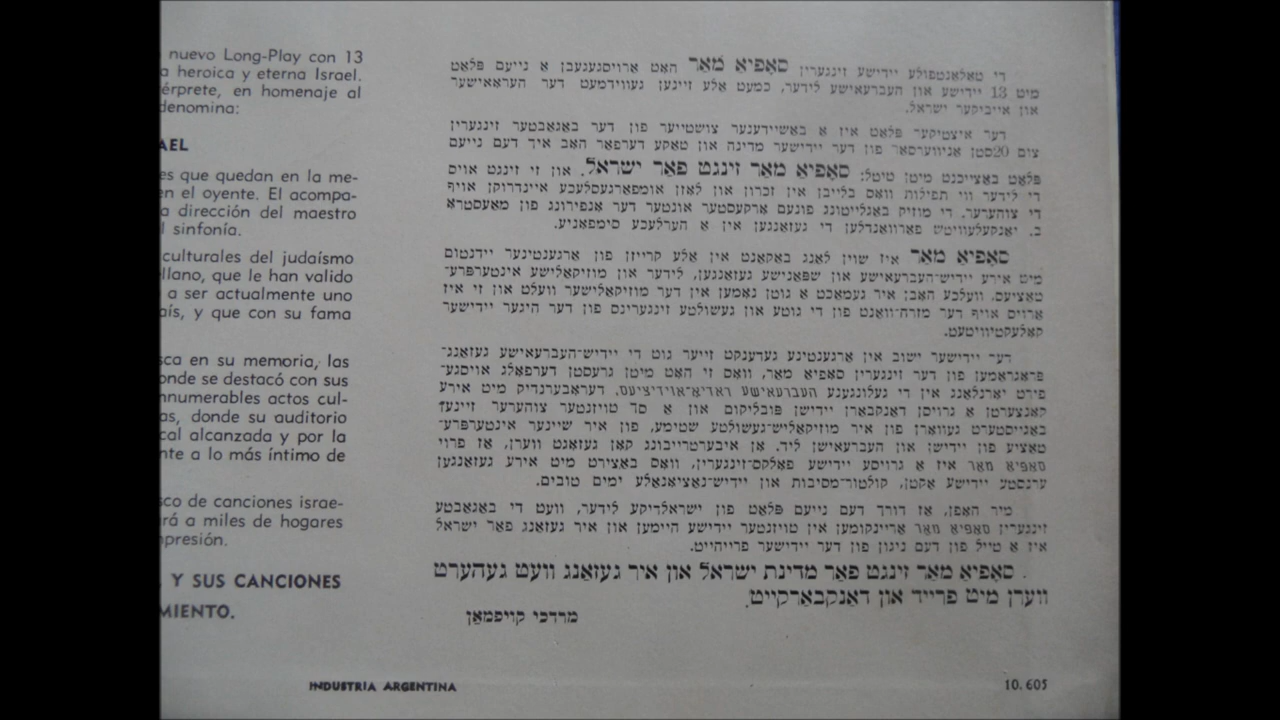 nuevo Long-Play con 13
a heroica y eterna Israel.
érprete, en homenaje al
denomina:
AEL
es que quedan en la me-
en el oyente. El acompa-
a dirección del maestro
l sinfonía.
culturales del judaísmo
llano, que le han valido
a ser actualmente uno
aís, y que con su fama
sca en su memoria, las
onde se destacó con sus
nnumerables actos cul-
as, donde su auditorio
cal alcanzada y por la
nte a lo más íntimo de
sco de canciones israe-
rá a miles de hogares
mpresión.
Y SUS CANCIONES
MIENTO.
די טאַלאַנטפולע יידישע זינגערין סאָפיאַ מאַר האָט אַרויסגעגעבן אַ נייעם פּלאַט
מיט 13 יידישע און העברעאישע לידער, כמעט אַלע זיינען געווידמעט דער העראָאישער
און אייביקער ישראל.
דער איצטיקער פּלאַט איז אַ באַשיידענער צושטייער פון דער באַגאַבטער זינגערין
צום 20סטן אַניווערסאַר פון דער יידישער מדינה און טאַקע דערפאַר האָב איך דעם נייעם
פּלאַט באַצייכנט מיטן טיטל: סאָפיאַ מאַר זינגט פאַר ישראל. און זי זינגט אויס
די לידער ווי תפילות וואָס בלייבן אין זכרון און לאָזן אומפאַרגעסלעכע איינדרוקן אויף
די צוהערער. די מוזיק באַגלייטונג פונעם אָרקעסטער אונטער דער אָנפירונג פון מאַעסטראָ
ב. יאַנקעלעוויטש פאַרוואַנדלען די געזאַנגען אין אַ הערלעכע סימפאָניע.
סאָפיאַ מאַר איז שוין לאַנג באַקאַנט אין אַלע קרייזן פון אַרגענטינער יידנטום
מיט אירע יידיש-העברעאישע און שפּאַנישע געזאַנגען, לידער און מוזיקאַלישע אינטערפּרע־
טאַציעס, וועלכע האָבן איר געמאַכט אַ גוטן נאָמען אין דער מוזיקאַלישער וועלט און זי איז
אַרויס אויף דער מזרח-וואַנט פון די גוטע און געשולטע זינגערינס פון דער היגער יידישער
קאָלעקטיוויטעט.
דער יידישער ישוב אין אַרגענטינע געדענקט זייער גוט די יידיש-העברעאישע געזאַנג־
פּראָגראַמען פון דער זינגערין סאָפיאַ מאַר, וואָס זי האָט מיטן גרעסטן דערפאָלג אויסגע־
פירט יאָרנלאַנג אין די געלונגענע העברעאישע ראַדיאָ-אוידיציעס, דעראָבערנדיק מיט אירע
קאָנצערטן אַ גרויסן דאַנקבאַרן יידישן פּובליקום און אַ סך טויזנטער צוהערער זיינען
באַגייסטערט געוואָרן פון איר מוזיקאַליש-געשולטע שטימע, פון איר שיינער אינטערפּרע־
טאַציע פון יידישן און העברעאישן ליד. אָן איבערטרייבונג קאָן געזאָגט ווערן, אַז פרוי
סאָפיאַ מאַר איז אַ גרויסע יידישע פאָלקס-זינגערין, וואָס באַצירט מיט אירע געזאַנגען
ערנסטע יידישע אַקטן, קולטור-מסיבות און יידיש-נאַציאָנאַלע ימים טובים.
מיר האָפן, אַז דורך דעם נייעם פּלאַט פון ישראלדיקע לידער, וועט די באַגאַבטע
זינגערין סאָפיאַ מאַר אַריינקומען אין טויזנטער יידישע היימען און איר געזאַנג פאַר ישראל
איז אַ טייל פון דעם ניגון פון דער יידישער פרייהייט.
סאָפיאַ מאַר זינגט פאַר מדינת ישראל און איר געזאַנג וועט געהערט
ווערן מיט פרייד און דאַנקבאַרקייט.
מרדכי קויפמאַן
INDUSTRIA ARGENTINA
10.605